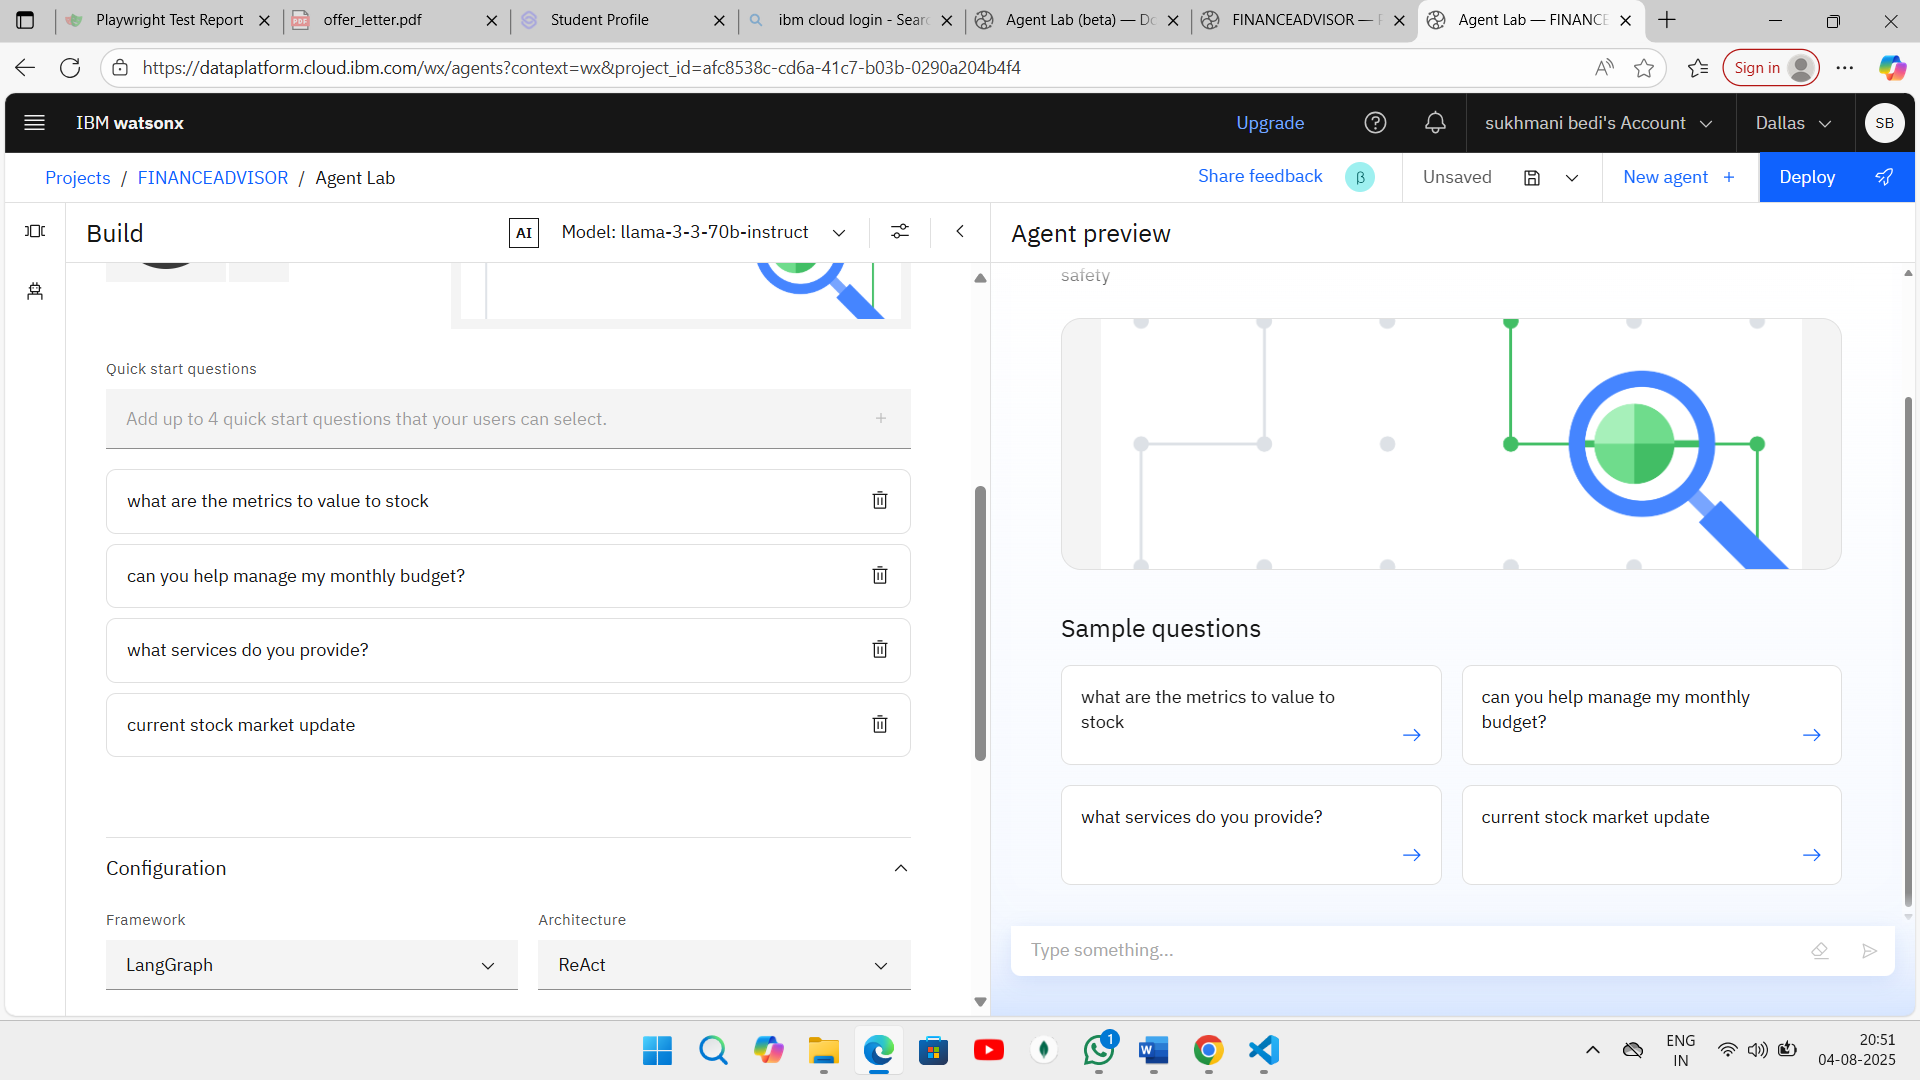 Playwright Test Report
offer_letter.pdf
Student Profile
ibm cloud login - Sear
Agent Lab (beta) — Do
FINANCEADVISOR —
Agent Lab — FINANCE
https://dataplatform.cloud.ibm.com/wx/agents?context=wx&project_id=afc8538c-cd6a-41c7-b03b-0290a204b4f4
Sign in
IBM watsonx
Upgrade
sukhmani bedi's Account
Dallas
SB
Projects / FINANCEADVISOR / Agent Lab
Share feedback
β
Unsaved
New agent +
Deploy
Build
AI
Model: llama-3-3-70b-instruct
Quick start questions
Add up to 4 quick start questions that your users can select.
what are the metrics to value to stock
can you help manage my monthly budget?
what services do you provide?
current stock market update
Configuration
Framework
Architecture
LangGraph
ReAct
Agent preview
safety
Sample questions
what are the metrics to value to
stock
can you help manage my monthly
budget?
what services do you provide?
current stock market update
Type something...
1
ENG
IN
20:51
04-08-2025